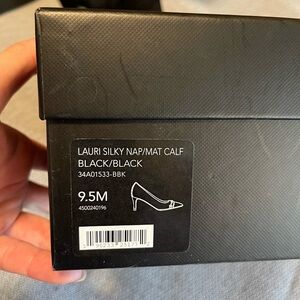 LAURI SILKY NAP/MAT CALF
BLACK/BLACK
34A01533-BBK
9.5M
4500240196